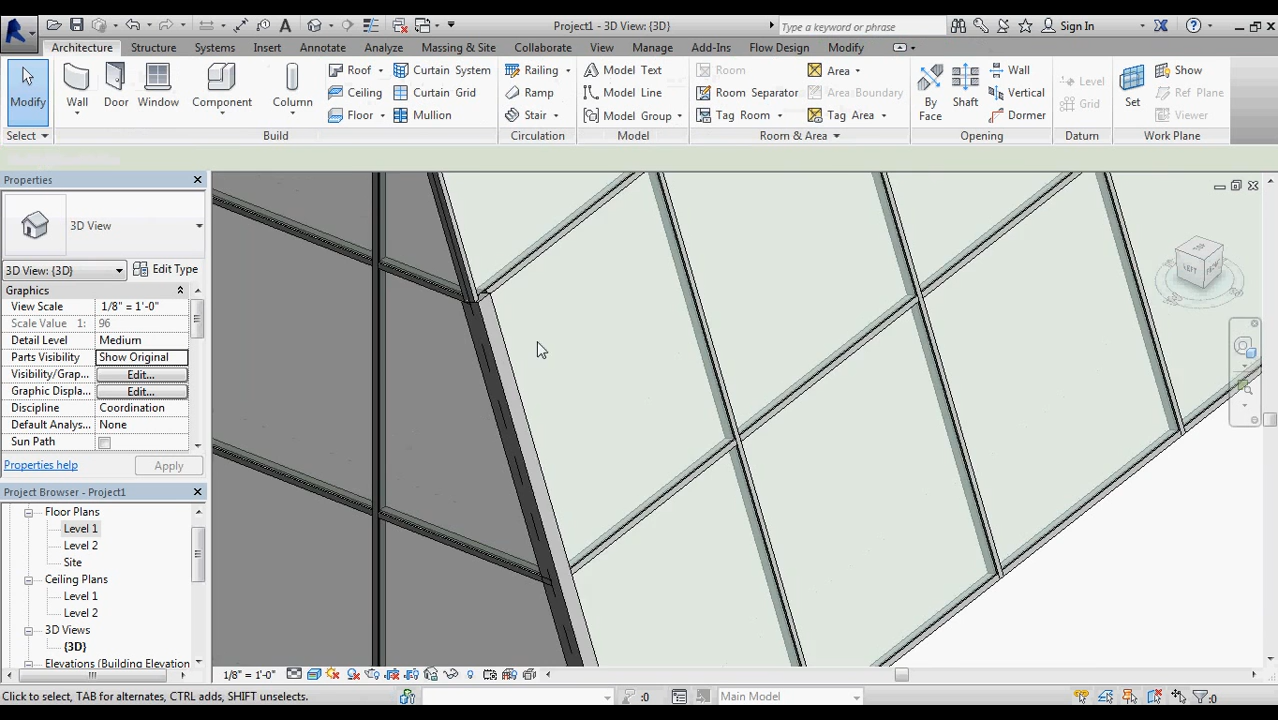 Project1 - 3D View: {3D}
Type a keyword or phrase
Sign In
Architecture Structure Systems Insert Annotate Analyze Massing & Site Collaborate View Manage Add-Ins Flow Design Modify
Modify Wall Door Window Component Column
Roof Curtain System Railing Model Text Room Area Wall Level Show
Ceiling Curtain Grid Ramp Model Line Room Separator Area Boundary Vertical Grid Ref Plane
Floor Mullion Stair Model Group Tag Room Tag Area Dormer Viewer
By Face Shaft Set
Select Build Circulation Model Room & Area Opening Datum Work Plane
Properties
3D View
3D View: {3D} Edit Type
Graphics
View Scale 1/8" = 1'-0"
Scale Value 1: 96
Detail Level Medium
Parts Visibility Show Original
Visibility/Grap... Edit...
Graphic Displa... Edit...
Discipline Coordination
Default Analys... None
Sun Path
Properties help Apply
Project Browser - Project1
Floor Plans
Level 1
Level 2
Site
Ceiling Plans
Level 1
Level 2
3D Views
{3D}
Elevations (Building Elevation
TOP
LEFT FRONT
1/8" = 1'-0"
Click to select, TAB for alternates, CTRL adds, SHIFT unselects. :0 Main Model :0